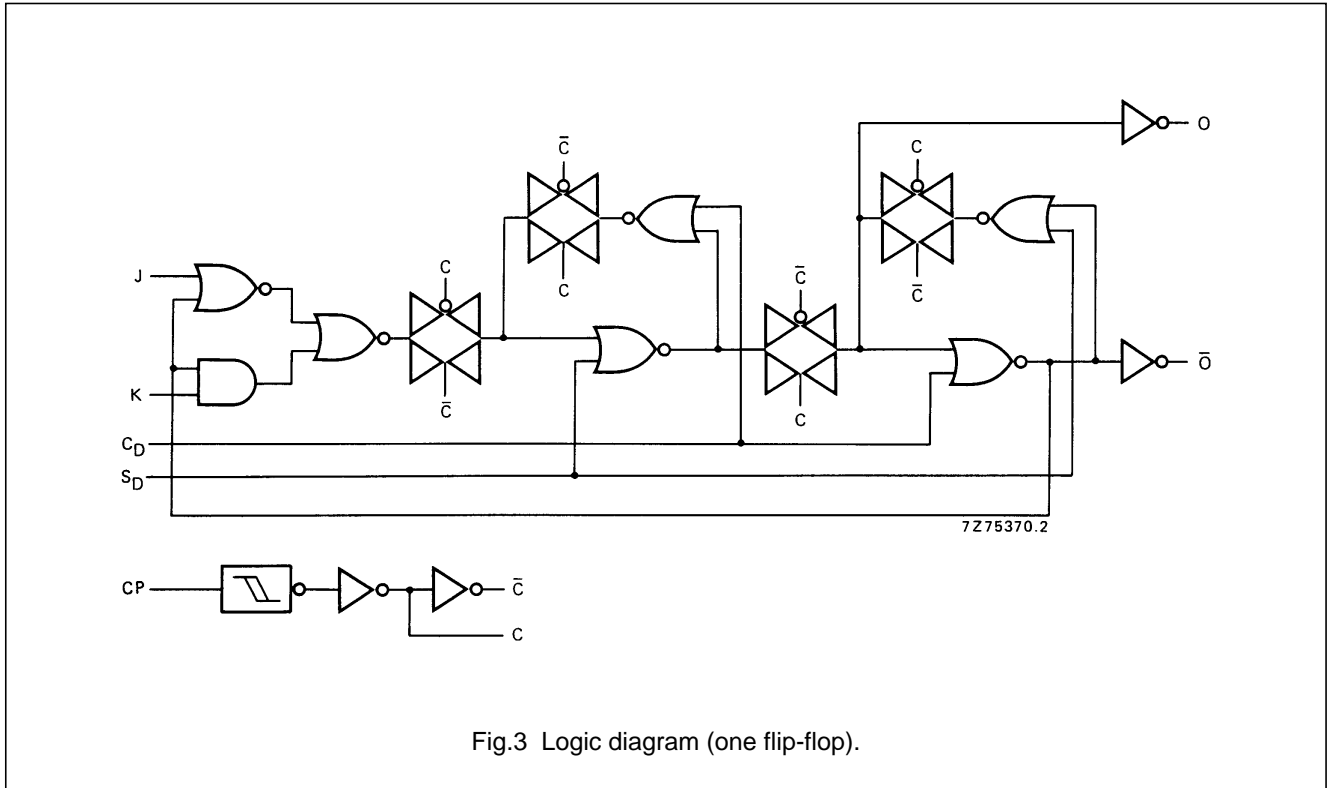 O
C̄
C
C
J
C
C̄
C
C̄
Ō
K
C̄
C
C_D
S_D
7Z75370.2
CP
C̄
C
Fig.3 Logic diagram (one flip-flop).